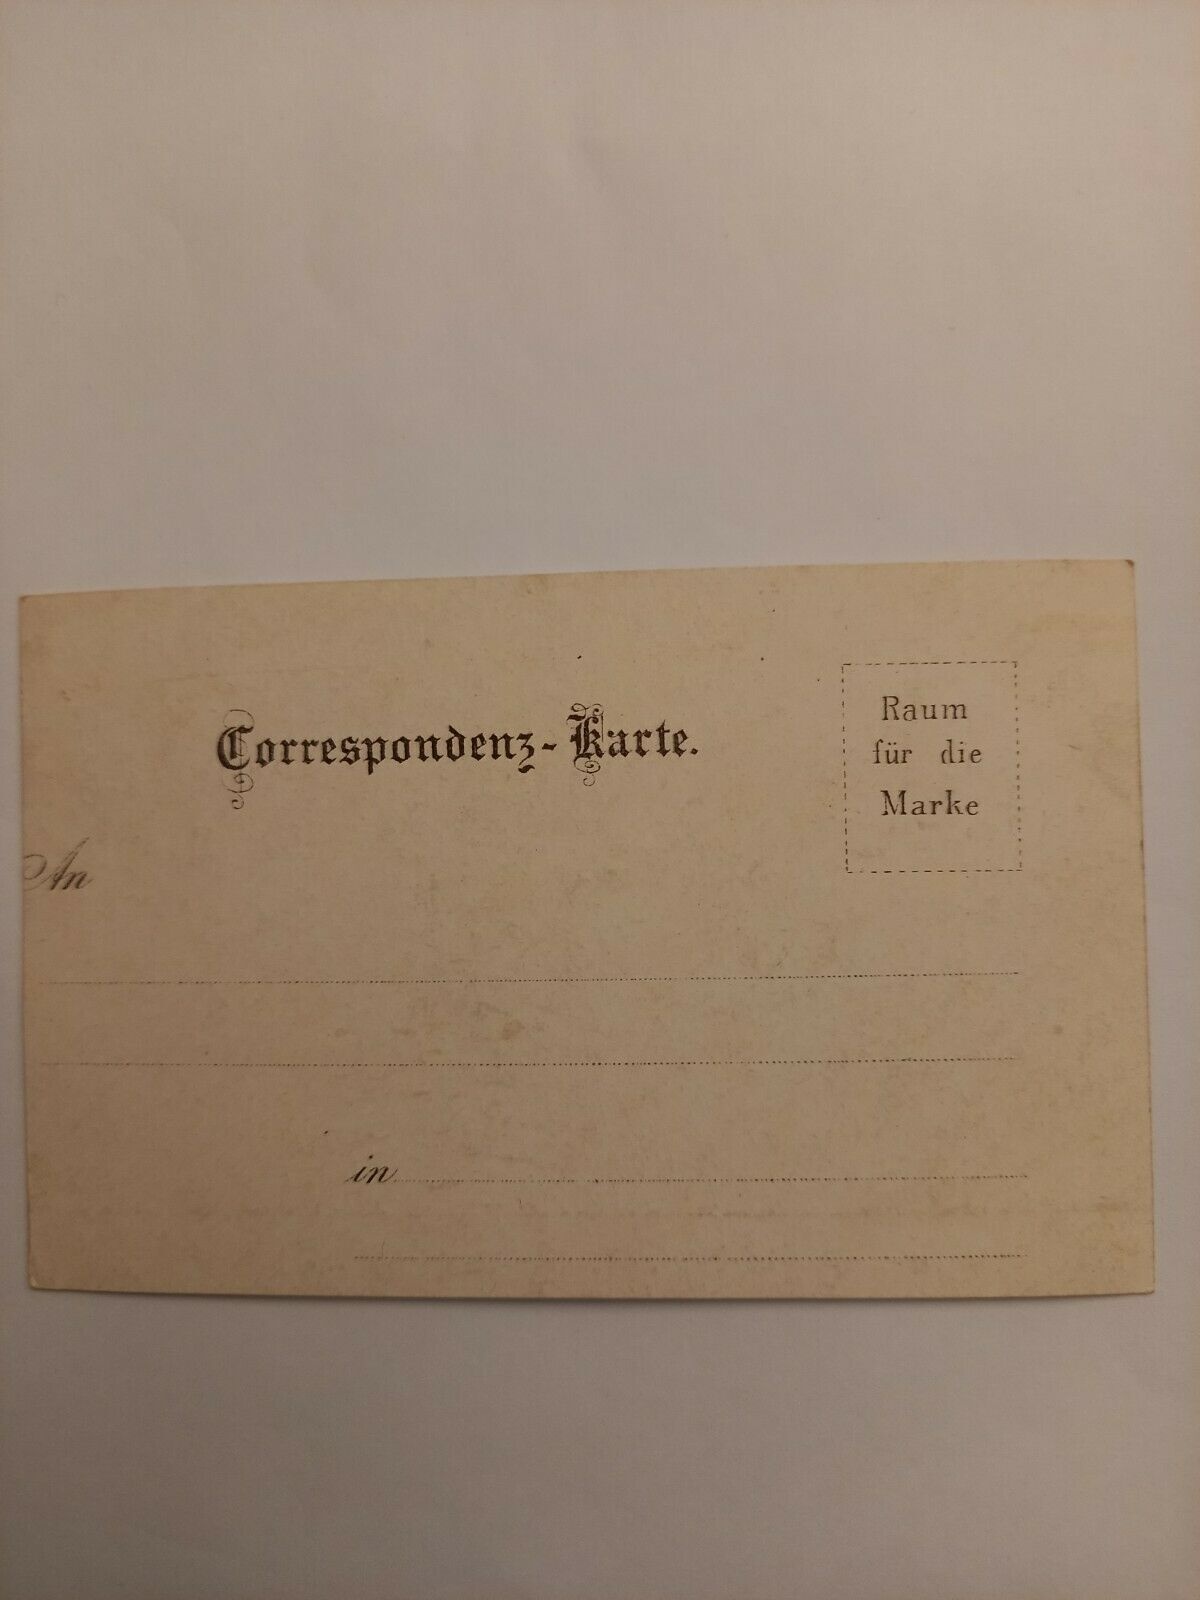 Correspondenz-Karte.
Raum
für die
Marke
An
in